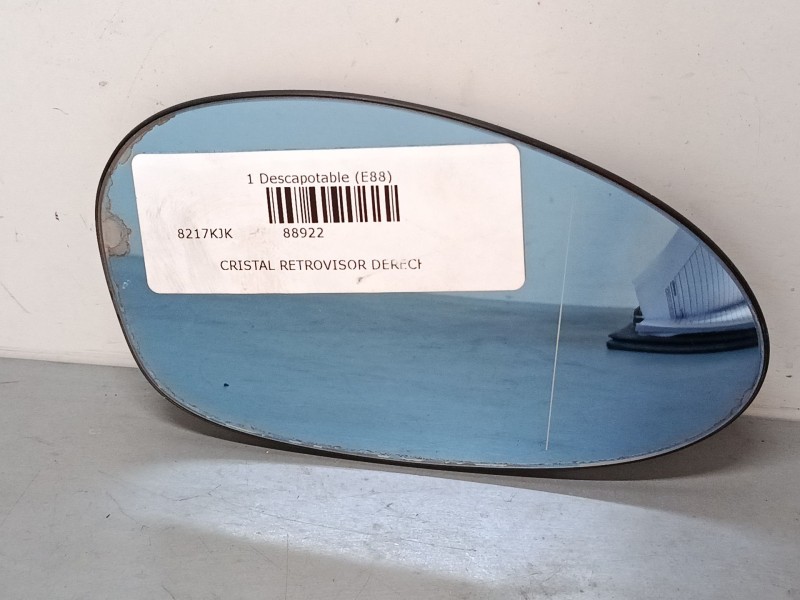 1 Descapotable (E88)
8217KJK 88922
CRISTAL RETROVISOR DERECH